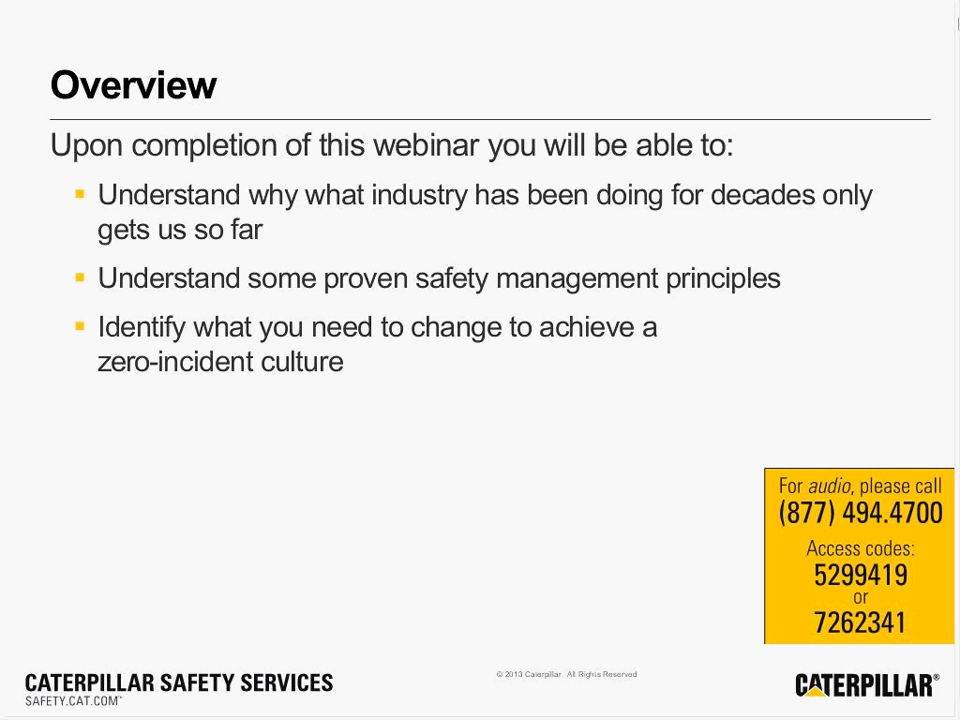 Overview
Upon completion of this webinar you will be able to:
Understand why what industry has been doing for decades only
gets us so far
Understand some proven safety management principles
Identify what you need to change to achieve a
zero-incident culture
For audio, please call
(877) 494.4700
Access codes:
5299419
or
7262341
CATERPILLAR SAFETY SERVICES
SAFETY.CAT.COM™
© 2013 Caterpillar All Rights Reserved
CATERPILLAR®